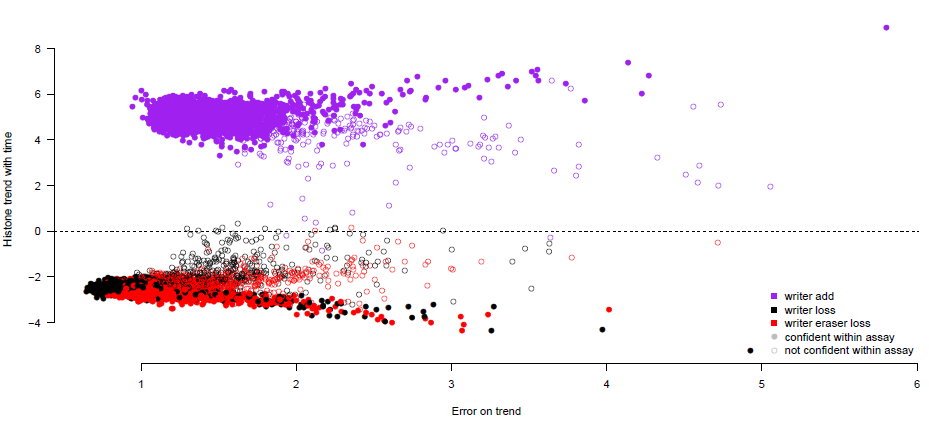 8
6
4
2
0
−2
−4
Histone trend with time
writer add
writer loss
writer eraser loss
confident within assay
not confident within assay
1 2 3 4 5 6
Error on trend